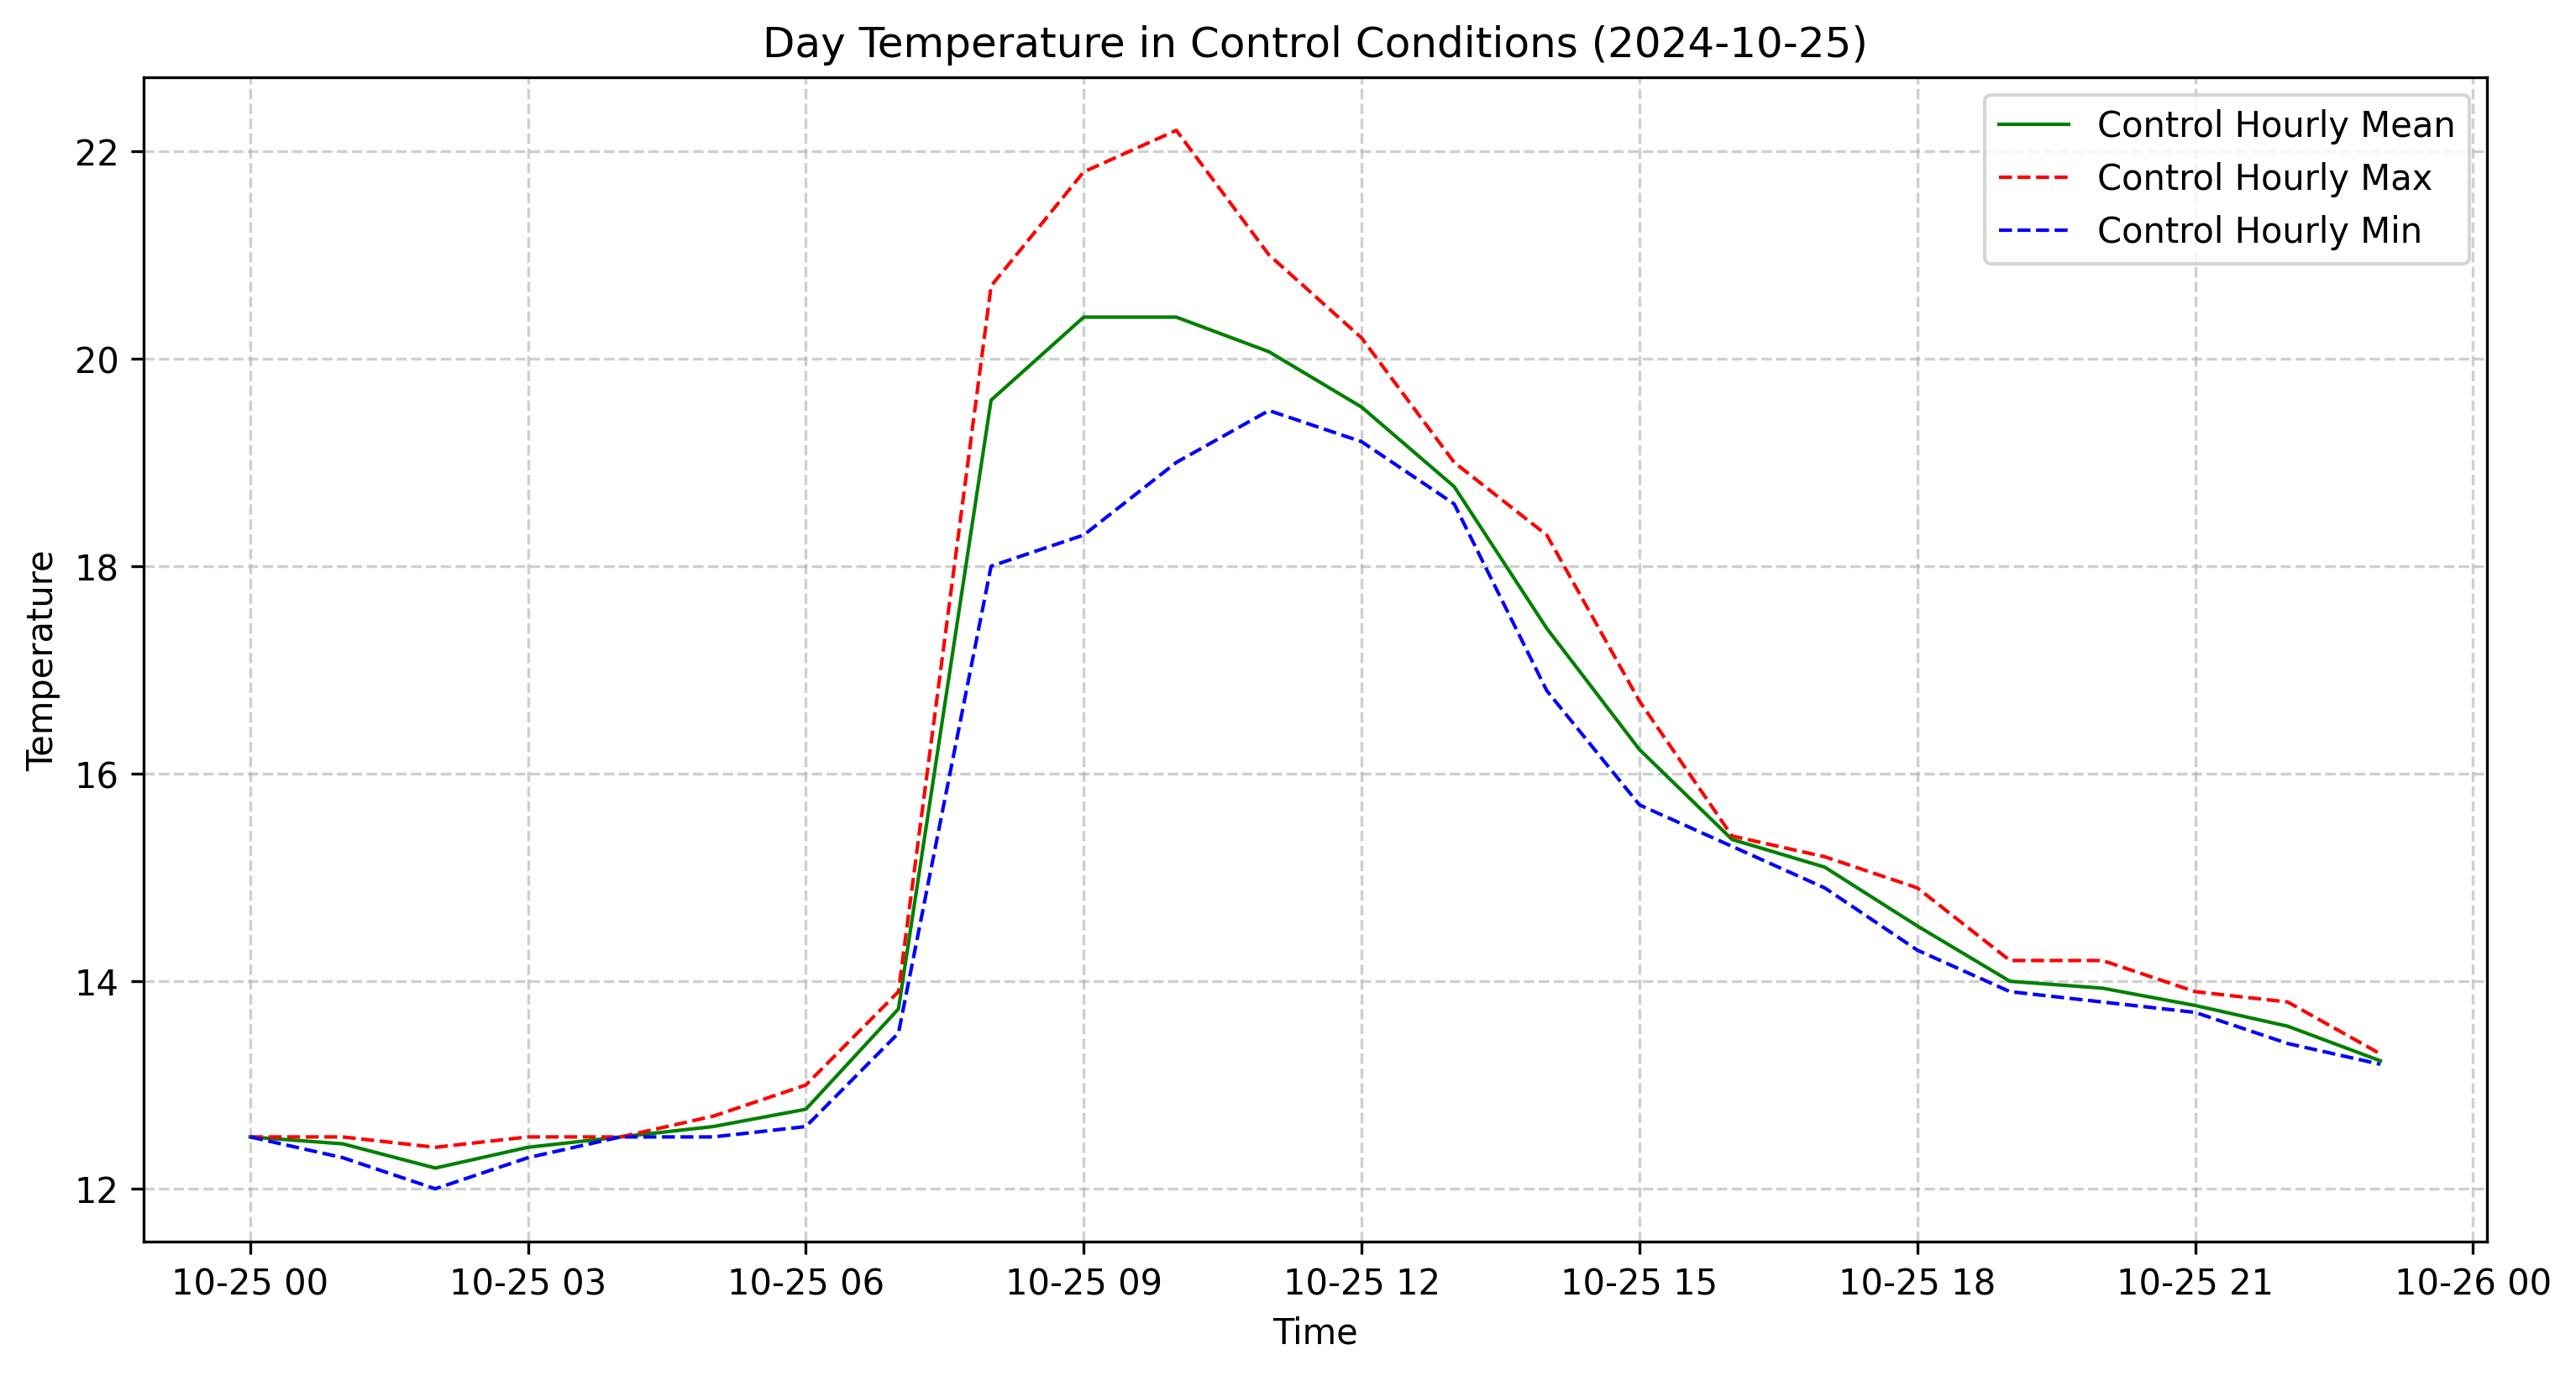 Day Temperature in Control Conditions (2024-10-25)
Control Hourly Mean
Control Hourly Max
Control Hourly Min
Temperature
22
20
18
16
14
12
10-25 00
10-25 03
10-25 06
10-25 09
10-25 12
10-25 15
10-25 18
10-25 21
10-26 00
Time